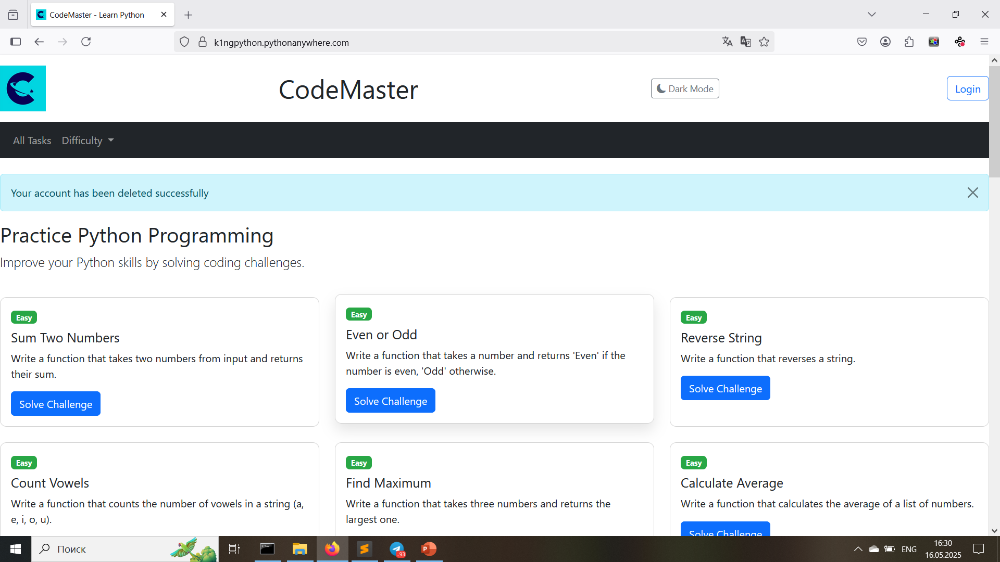 CodeMaster - Learn Python
k1ngpython.pythonanywhere.com
CodeMaster
Dark Mode
Login
All Tasks
Difficulty
Your account has been deleted successfully
Practice Python Programming
Improve your Python skills by solving coding challenges.
Easy
Sum Two Numbers
Write a function that takes two numbers from input and returns
their sum.
Solve Challenge
Easy
Even or Odd
Write a function that takes a number and returns 'Even' if the
number is even, 'Odd' otherwise.
Solve Challenge
Easy
Reverse String
Write a function that reverses a string.
Solve Challenge
Easy
Count Vowels
Write a function that counts the number of vowels in a string (a,
e, i, o, u).
Easy
Find Maximum
Write a function that takes three numbers and returns the
largest one.
Easy
Calculate Average
Write a function that calculates the average of a list of numbers.
Solve Challenge
Поиск
..93
P
ENG
16:30
16.05.2025